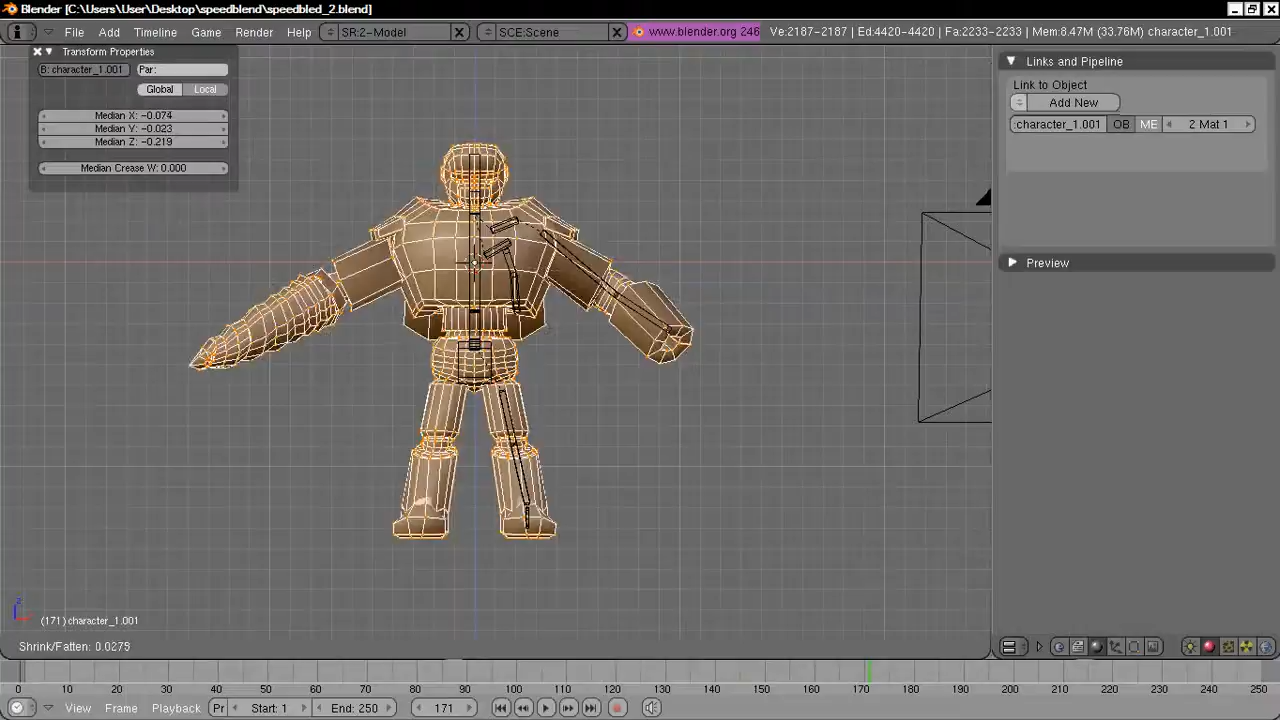 Blender [C:\Users\User\Desktop\speedblend\speedbled_2.blend]
File Add Timeline Game Render Help SR:2-Model SCE:Scene www.blender.org 246 Ve:2187-2187 | Ed:4420-4420 | Fa:2233-2233 | Mem:8.47M (33.76M) character_1.001
Transform Properties
B: character_1.001 Par:
Global Local
Median X: -0.074
Median Y: -0.023
Median Z: -0.219
Median Crease W: 0.000
Links and Pipeline
Link to Object
Add New
character_1.001 OB ME 2 Mat 1
Preview
z
(171) character_1.001
Shrink/Fatten: 0.0275
0 10 20 30 40 50 60 70 80 90 100 110 120 130 140 150 160 170 180 190 200 210 220 230 240 250
View Frame Playback Pr Start: 1 End: 250 171